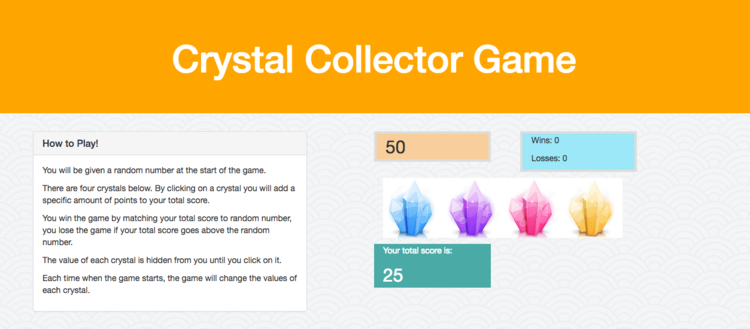 Crystal Collector Game
How to Play!
You will be given a random number at the start of the game.
There are four crystals below. By clicking on a crystal you will add a
specific amount of points to your total score.
You win the game by matching your total score to random number,
you lose the game if your total score goes above the random
number.
The value of each crystal is hidden from you until you click on it.
Each time when the game starts, the game will change the values of
each crystal.
50
Wins: 0
Losses: 0
Your total score is:
25